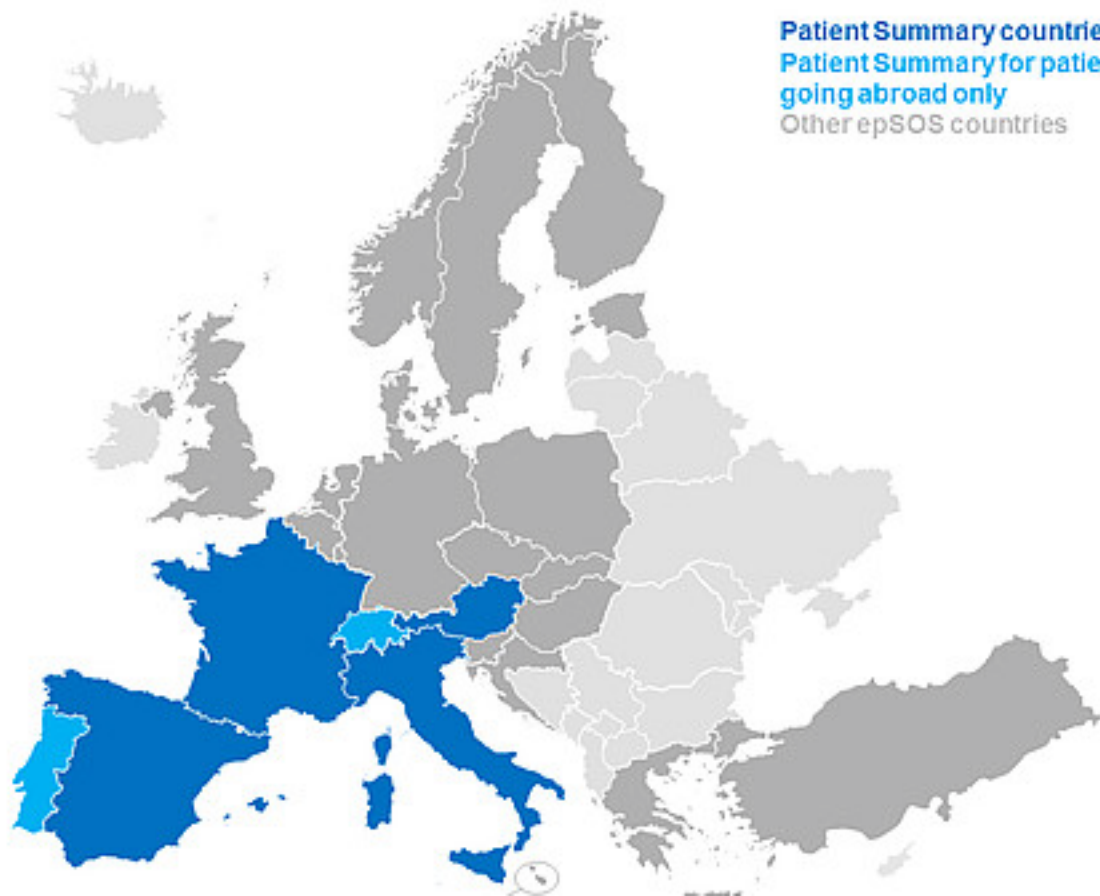 Patient Summary countrie
Patient Summary for patie
going abroad only
Other epSOS countries